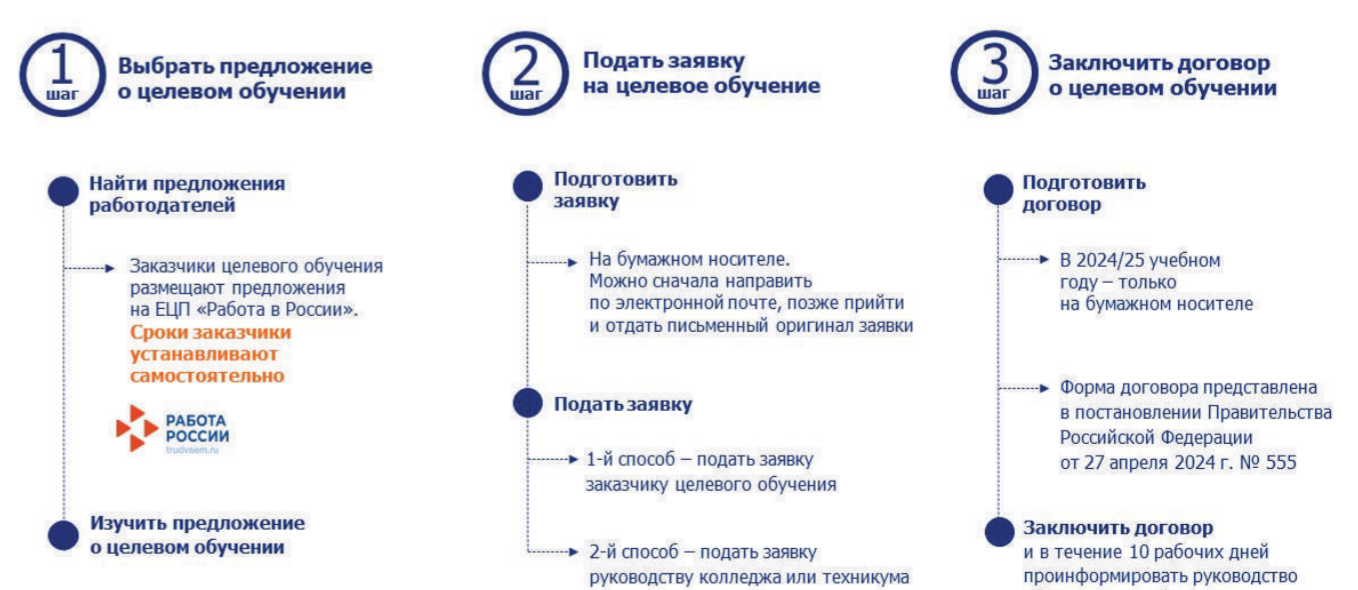 1
шаг
Выбрать предложение
о целевом обучении
Найти предложения
работодателей
Заказчики целевого обучения
размещают предложения
на ЕЦП «Работа в России».
Сроки заказчики
устанавливают
самостоятельно
РАБОТА
РОССИИ
trudvsem.ru
Изучить предложение
о целевом обучении
2
шаг
Подать заявку
на целевое обучение
Подготовить
заявку
На бумажном носителе.
Можно сначала направить
по электронной почте, позже прийти
и отдать письменный оригинал заявки
Подать заявку
1-й способ – подать заявку
заказчику целевого обучения
2-й способ – подать заявку
руководству колледжа или техникума
3
шаг
Заключить договор
о целевом обучении
Подготовить
договор
В 2024/25 учебном
году – только
на бумажном носителе
Форма договора представлена
в постановлении Правительства
Российской Федерации
от 27 апреля 2024 г. № 555
Заключить договор
и в течение 10 рабочих дней
проинформировать руководство